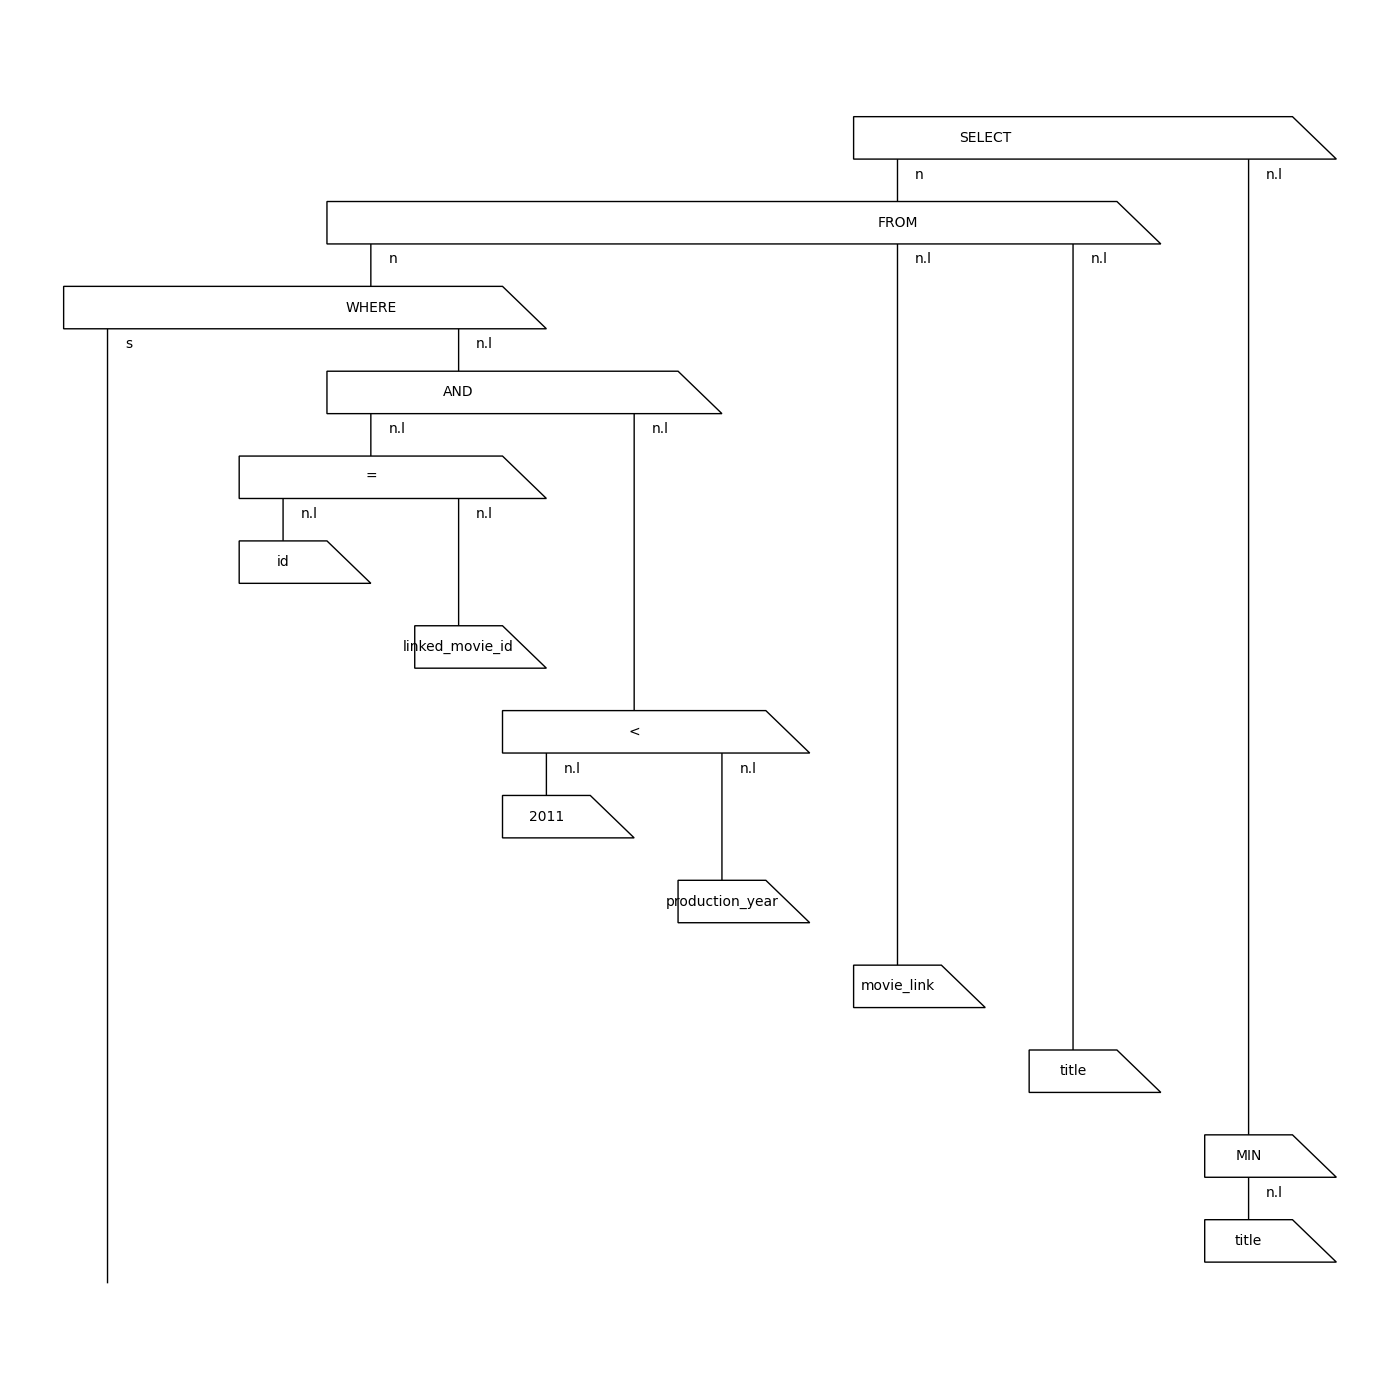 SELECT
n n.l
FROM
n n.l n.l
WHERE
s n.l
AND
n.l n.l
=
n.l n.l
id
linked_movie_id
<
n.l n.l
2011
production_year
movie_link
title
MIN
n.l
title